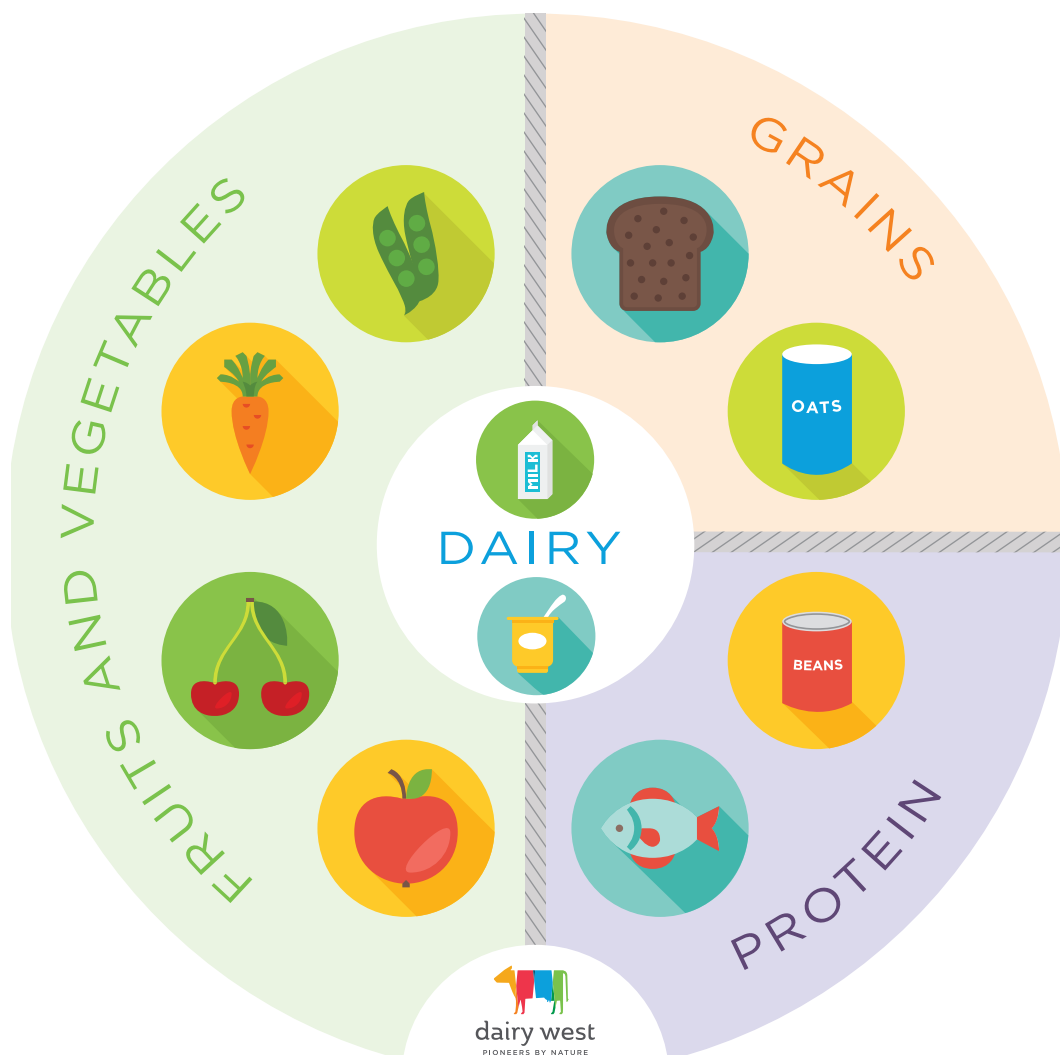 FRUITS AND VEGETABLES
GRAINS
OATS
MILK
DAIRY
BEANS
PROTEIN
dairy west
PIONEERS BY NATURE